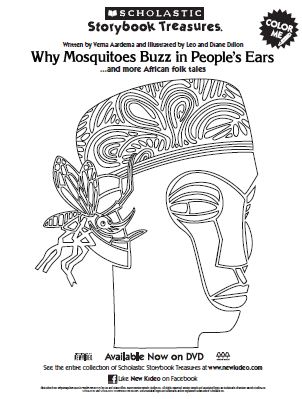 SCHOLASTIC
Storybook Treasures.
COLOR
ME!
Written by Verna Aardema and Illustrated by Leo and Diane Dillon
Why Mosquitoes Buzz in People's Ears
...and more African folk tales
Available Now on DVD
See the entire collection of Scholastic Storybook Treasures at www.newkideo.com
Like New Kideo on Facebook